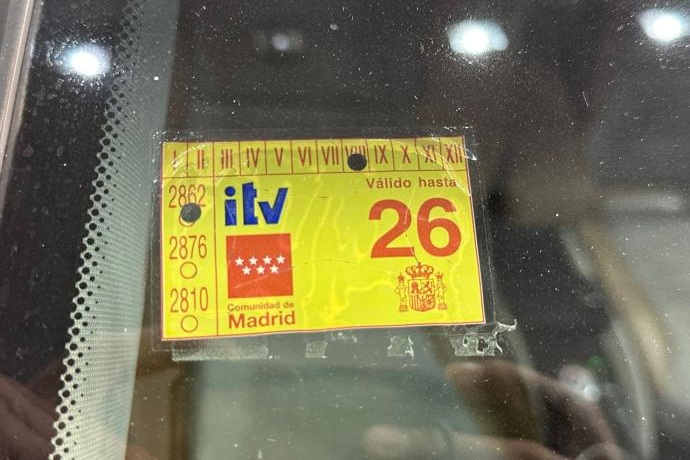 I II III IV V VI VII VIII IX X XI XII
2862
2876
2810
itv
Comunidad de
Madrid
Válido hasta
26